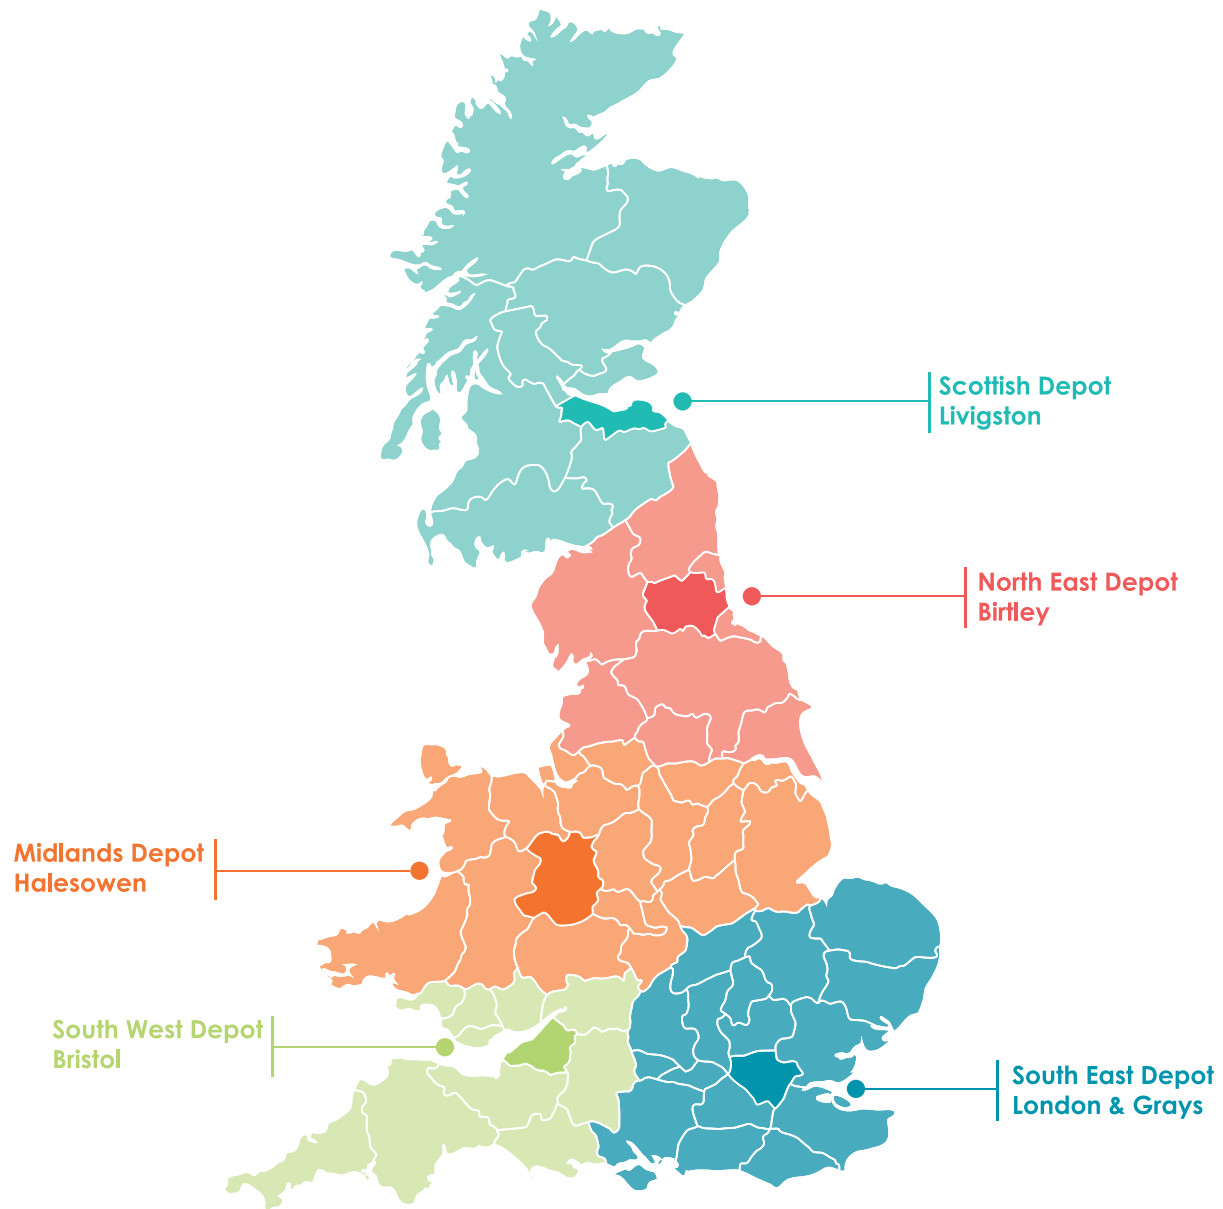 Scottish Depot
Livigston
North East Depot
Birtley
Midlands Depot
Halesowen
South West Depot
Bristol
South East Depot
London & Grays